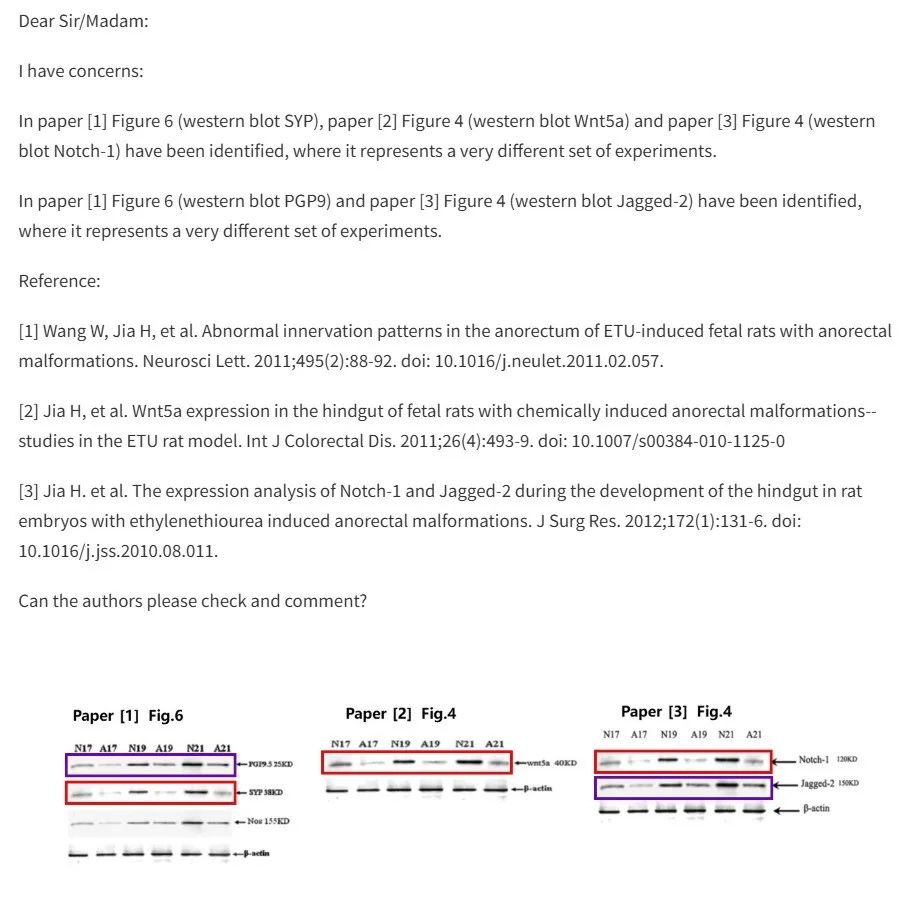 Dear Sir/Madam:
I have concerns:
In paper [1] Figure 6 (western blot SYP), paper [2] Figure 4 (western blot Wnt5a) and paper [3] Figure 4 (western
blot Notch-1) have been identified, where it represents a very different set of experiments.
In paper [1] Figure 6 (western blot PGP9) and paper [3] Figure 4 (western blot Jagged-2) have been identified,
where it represents a very different set of experiments.
Reference:
[1] Wang W, Jia H, et al. Abnormal innervation patterns in the anorectum of ETU-induced fetal rats with anorectal
malformations. Neurosci Lett. 2011;495(2):88-92. doi: 10.1016/j.neulet.2011.02.057.
[2] Jia H, et al. Wnt5a expression in the hindgut of fetal rats with chemically induced anorectal malformations--
studies in the ETU rat model. Int J Colorectal Dis. 2011;26(4):493-9. doi: 10.1007/s00384-010-1125-0
[3] Jia H. et al. The expression analysis of Notch-1 and Jagged-2 during the development of the hindgut in rat
embryos with ethylenethiourea induced anorectal malformations. J Surg Res. 2012;172(1):131-6. doi:
10.1016/j.jss.2010.08.011.
Can the authors please check and comment?
Paper [1] Fig.6
N17 A17 N19 A19 N21 A21
PGP9.5 25KD
SYP 38KD
Nos 155KD
β-actin
Paper [2] Fig.4
N17 A17 N19 A19 N21 A21
wnt5a 40KD
β-actin
Paper [3] Fig.4
N17 A17 N19 A19 N21 A21
Notch-1 120KD
Jagged-2 150KD
β-actin